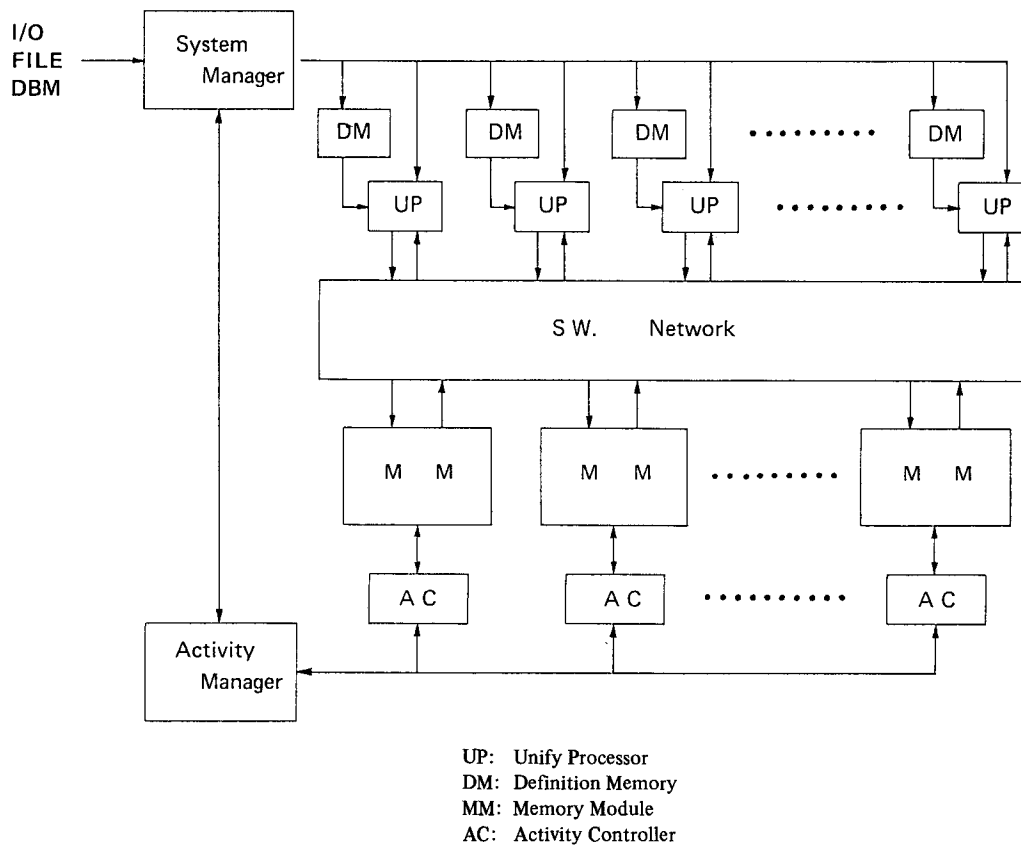 I/O
FILE
DBM
System
Manager
DM DM DM DM
UP UP UP UP
S W. Network
M M M M M M
A C A C A C
Activity
Manager
UP: Unify Processor
DM: Definition Memory
MM: Memory Module
AC: Activity Controller